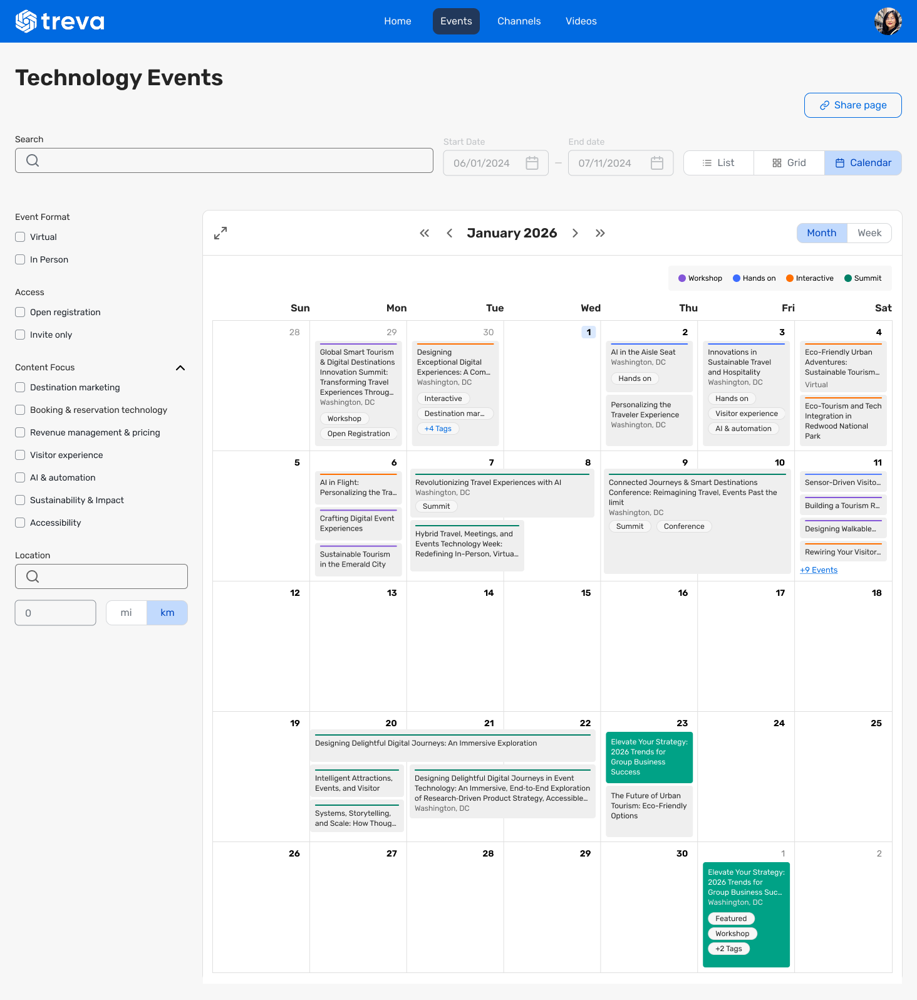 treva
Home
Events
Channels
Videos
Technology Events
Share page
Search
Start Date
06/01/2024
–
End date
07/11/2024
List
Grid
Calendar
Event Format
Virtual
In Person
Access
Open registration
Invite only
Content Focus
Destination marketing
Booking & reservation technology
Revenue management & pricing
Visitor experience
AI & automation
Sustainability & Impact
Accessibility
Location
0
mi
km
January 2026
Month
Week
Workshop
Hands on
Interactive
Summit
Sun
Mon
Tue
Wed
Thu
Fri
Sat
28
29
Global Smart Tourism
& Digital Destinations
Innovation Summit:
Transforming Travel
Experiences Throug...
Washington, DC
Workshop
Open Registration
30
Designing
Exceptional Digital
Experiences: A Com...
Washington, DC
Interactive
Destination mar...
+4 Tags
1
2
AI in the Aisle Seat
Washington, DC
Hands on
Personalizing the
Traveler Experience
Washington, DC
3
Innovations in
Sustainable Travel
and Hospitality
Washington, DC
Hands on
Visitor experience
AI & automation
4
Eco-Friendly Urban
Adventures:
Sustainable Tourism...
Virtual
Eco-Tourism and Tech
Integration in
Redwood National
Park
5
6
AI in Flight:
Personalizing the Tra...
Crafting Digital Event
Experiences
Sustainable Tourism
in the Emerald City
7
8
Revolutionizing Travel Experiences with AI
Washington, DC
Summit
Hybrid Travel, Meetings, and
Events Technology Week:
Redefining In-Person, Virtua...
9
10
Connected Journeys & Smart Destinations
Conference: Reimagining Travel, Events Past the
limit
Washington, DC
Summit
Conference
11
Sensor-Driven Visito...
Building a Tourism R...
Designing Walkable...
Rewiring Your Visitor...
+9 Events
12
13
14
15
16
17
18
19
20
21
22
Designing Delightful Digital Journeys: An Immersive Exploration
Intelligent Attractions,
Events, and Visitor
Systems, Storytelling,
and Scale: How Thoug...
Designing Delightful Digital Journeys in Event
Technology: An Immersive, End-to-End Exploration
of Research-Driven Product Strategy, Accessible...
Washington, DC
23
Elevate Your Strategy:
2026 Trends for
Group Business
Success
The Future of Urban
Tourism: Eco-Friendly
Options
24
25
26
27
28
29
30
1
Elevate Your Strategy:
2026 Trends for
Group Business Suc...
Washington, DC
Featured
Workshop
+2 Tags
2